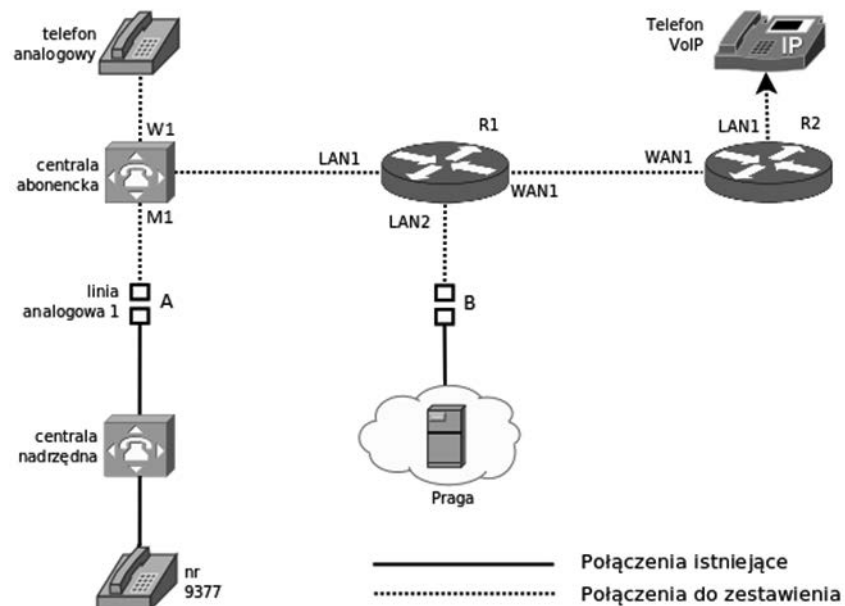 telefon
analogowy
Telefon
VoIP
IP
W1
LAN1
R2
R1
centrala
abonencka
LAN1
WAN1
WAN1
M1
LAN2
linia
analogowa 1
A
B
centrala
nadrzędna
Praga
nr
9377
Połączenia istniejące
Połączenia do zestawienia